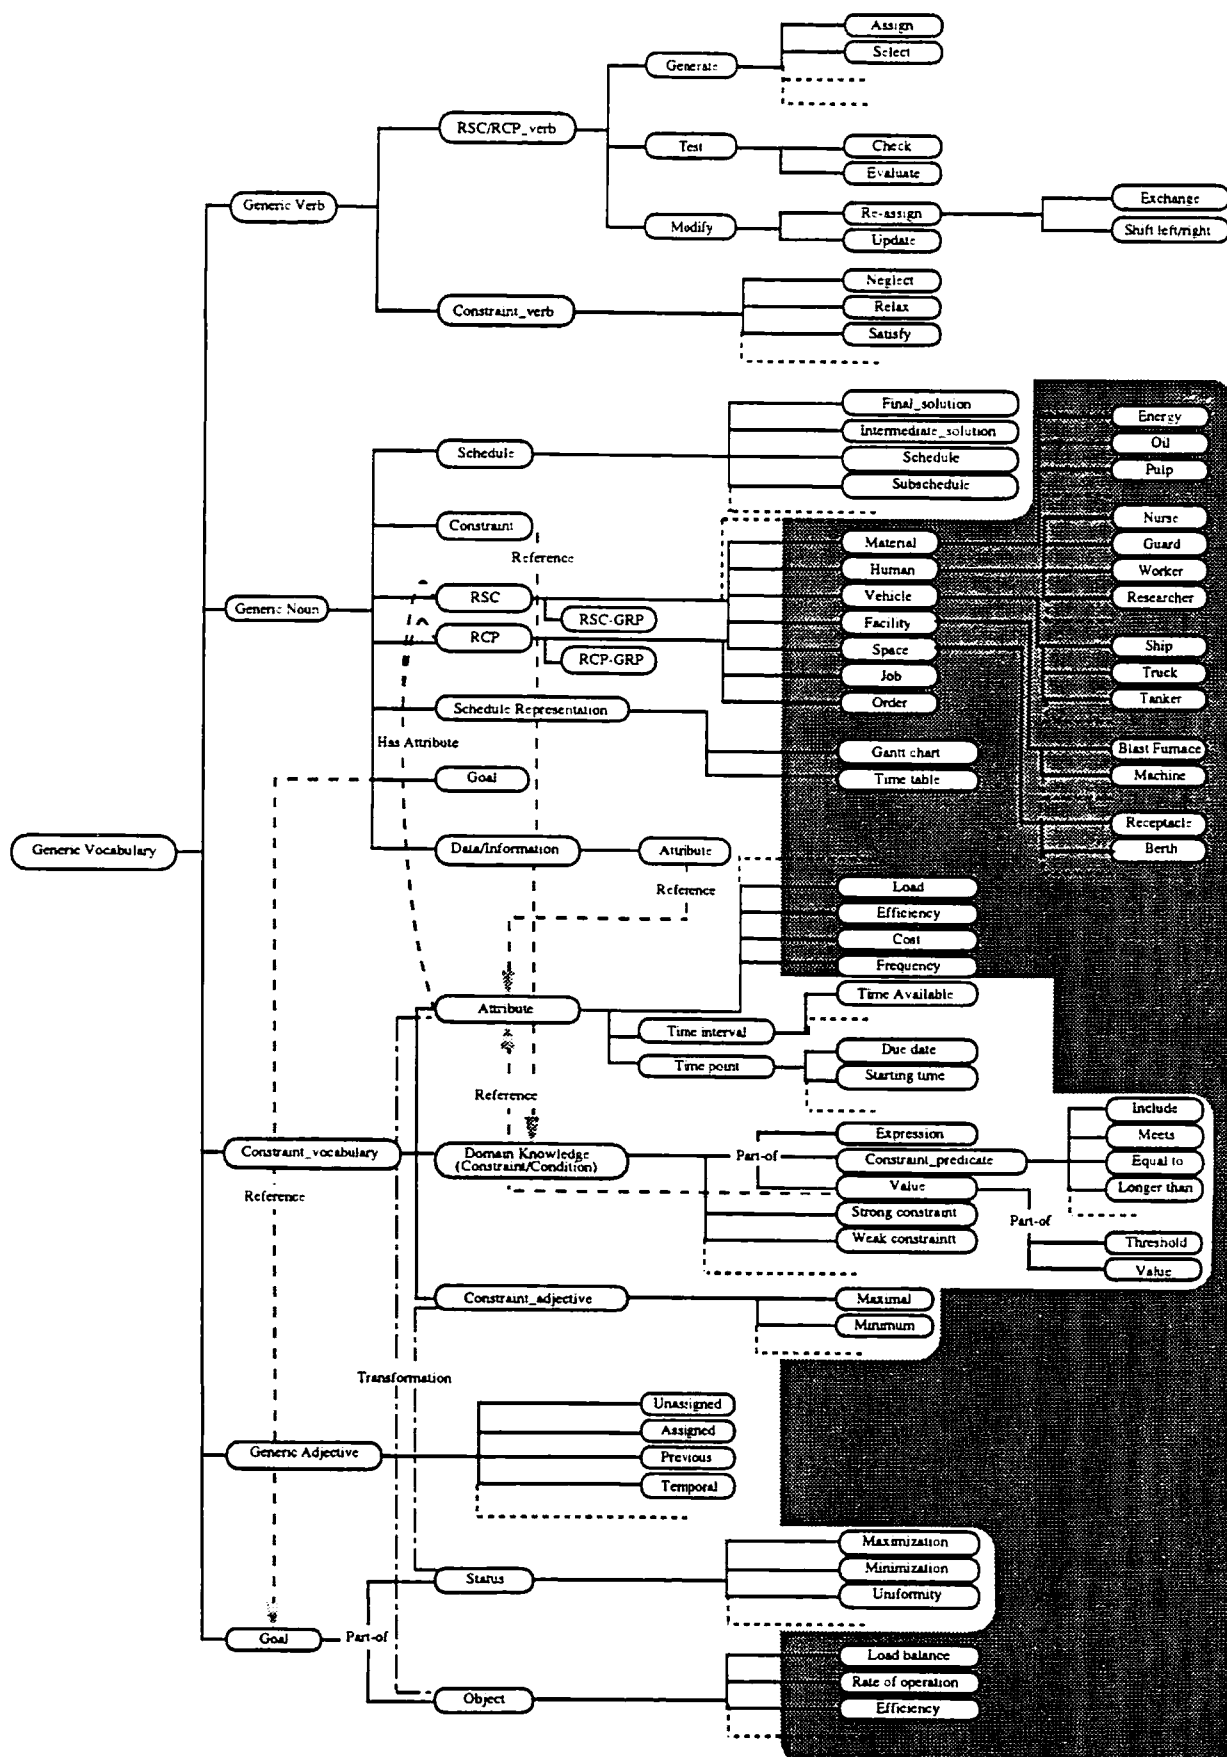 Assign
Select
Generate
RSC/RCP_verb
Test
Check
Evaluate
Generic Verb
Modify
Re-assign
Update
Exchange
Shift left/right
Constraint_verb
Neglect
Relax
Satisfy
Final_solution
Intermediate_solution
Schedule
Schedule
Subschedule
Energy
Oil
Pulp
Constraint
Reference
Material
Human
Vehicle
Facility
Space
Job
Order
Nurse
Guard
Worker
Researcher
Generic Noun
RSC
RSC-GRP
RCP
RCP-GRP
Ship
Truck
Tanker
Schedule Representation
Has Attribute
Gantt chart
Time table
Blast Furnace
Machine
Goal
Receptacle
Berth
Generic Vocabulary
Data/Information
Attribute
Reference
Load
Efficiency
Cost
Frequency
Attribute
Time Available
Time interval
Time point
Due date
Starting time
Reference
Constraint_vocabulary
Domain Knowledge
(Constraint/Condition)
Part-of
Expression
Constraint_predicate
Value
Strong constraint
Weak constraintt
Include
Meets
Equal to
Longer than
Part-of
Threshold
Value
Reference
Constraint_adjective
Maximal
Minimum
Transformation
Generic Adjective
Unassigned
Assigned
Previous
Temporal
Status
Maximization
Minimization
Uniformity
Goal
Part-of
Object
Load balance
Rate of operation
Efficiency